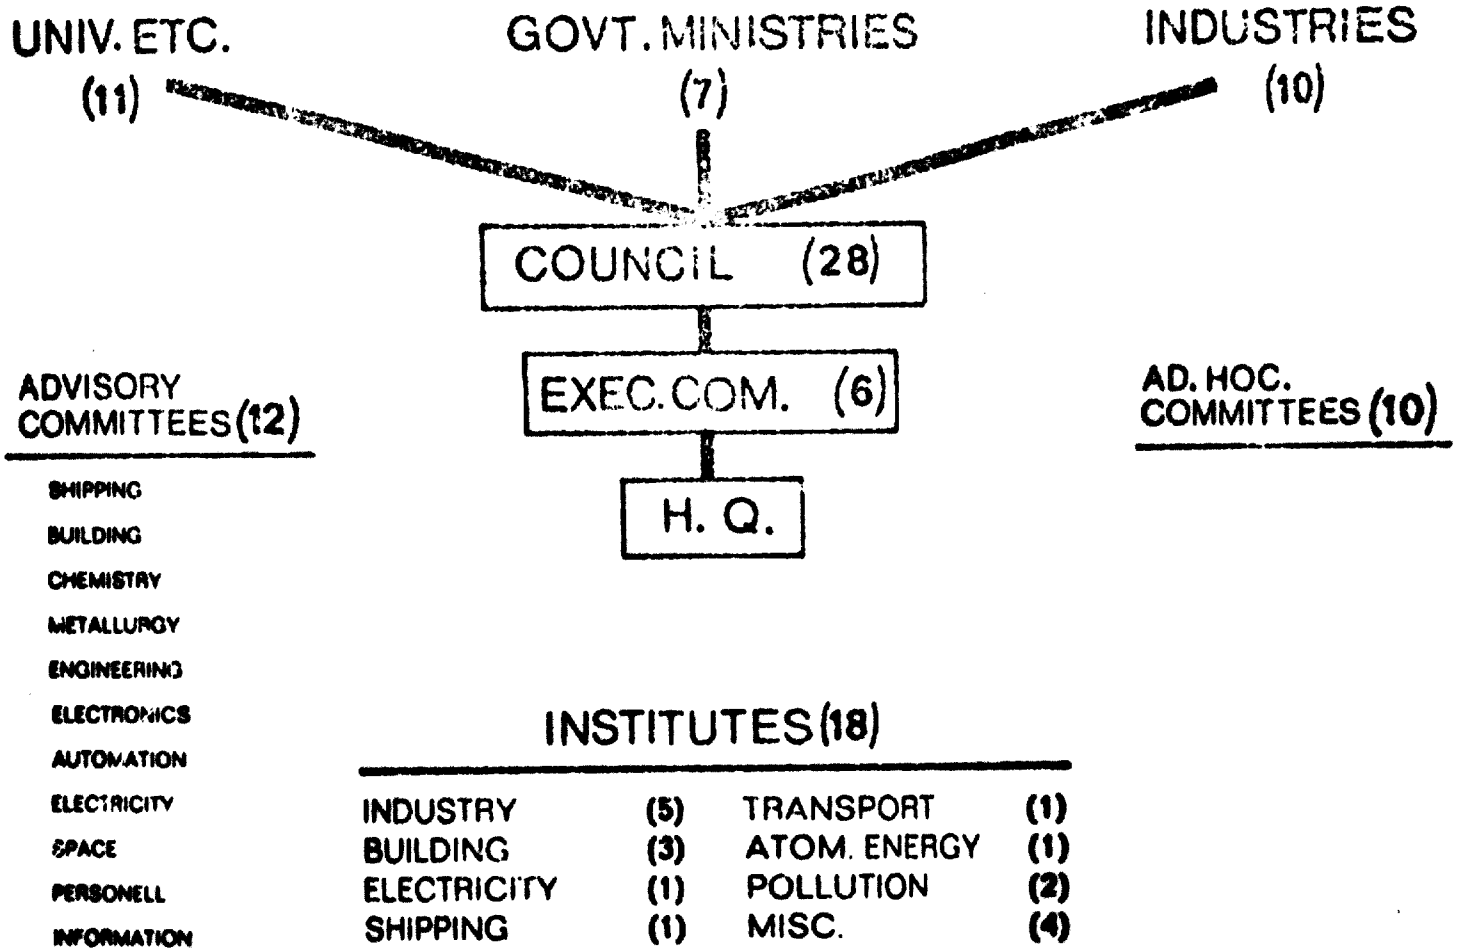 UNIV. ETC.
(11)
GOVT. MINISTRIES
(7)
INDUSTRIES
(10)
COUNCIL (28)
EXEC. COM. (6)
H. Q.
ADVISORY
COMMITTEES (12)
SHIPPING
BUILDING
CHEMISTRY
METALLURGY
ENGINEERING
ELECTRONICS
AUTOMATION
ELECTRICITY
SPACE
PERSONELL
INFORMATION
AD. HOC.
COMMITTEES (10)
INSTITUTES (18)
INDUSTRY (5) TRANSPORT (1)
BUILDING (3) ATOM. ENERGY (1)
ELECTRICITY (1) POLLUTION (2)
SHIPPING (1) MISC. (4)